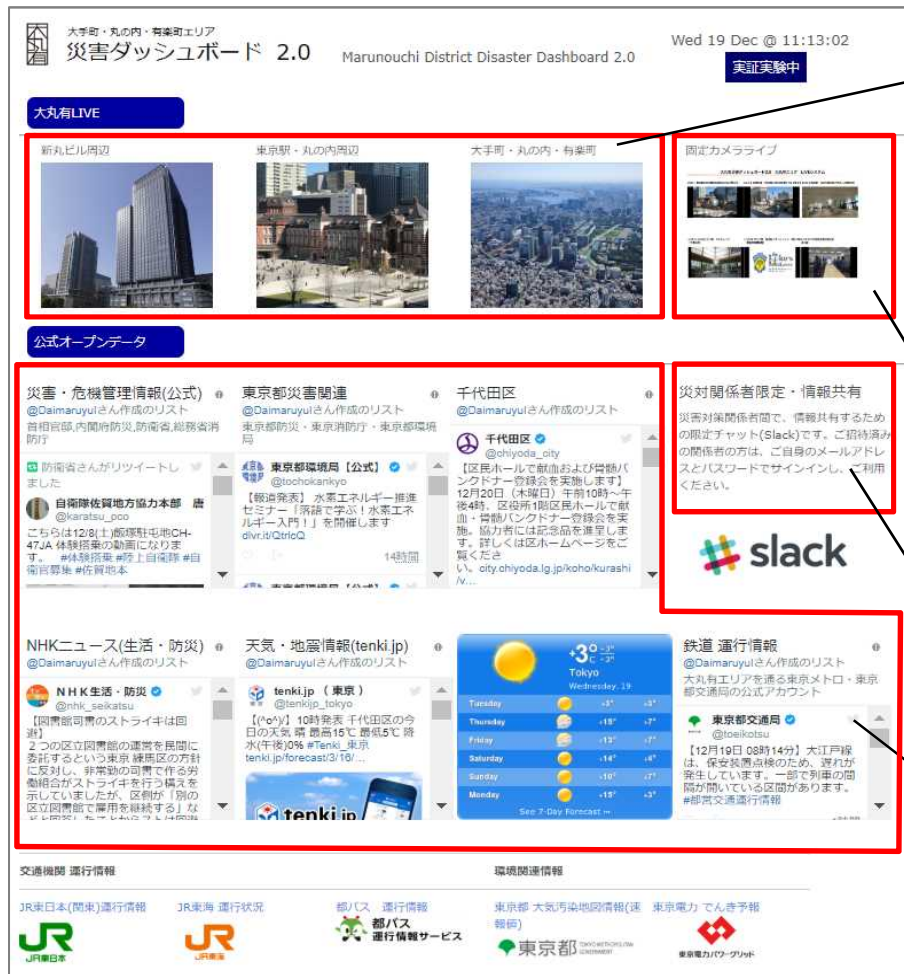 大手町・丸の内・有楽町エリア
災害ダッシュボード 2.0
Marunouchi District Disaster Dashboard 2.0
Wed 19 Dec @ 11:13:02
実証実験中
大丸有LIVE
新丸ビル周辺
東京駅・丸の内周辺
大手町・丸の内・有楽町
固定カメラライブ
公式オープンデータ
災害・危機管理情報(公式)
@Daimaruyulさん作成のリスト
首相官邸,内閣府防災,防衛省,総務省消
防庁
防衛省さんがリツイートし
ました
自衛隊佐賀地方協力本部 唐
@karatsu_pco
こちらは12/8(土)飯塚駐屯地CH-
47JA 体験搭乗の動画になりま
す。 #体験搭乗 #陸上自衛隊 #自
衛官募集 #佐賀地本
東京都災害関連
@Daimaruyulさん作成のリスト
東京都防災・東京消防庁・東京都環境
局
東京都環境局【公式】
@tochokankyo
【報道発表】水素エネルギー推進
セミナー「落語で学ぶ!水素エネ
ルギー入門!」を開催します
dlvr.it/QtrlcQ
14時間
千代田区
@Daimaruyulさん作成のリスト
千代田区
@chiyoda_city
【区民ホールで献血および骨髄バ
ンクドナー登録会を実施します】
12月20日(木曜日)午前10時~午
後4時、区役所1階区民ホールで献
血・骨髄バンクドナー登録会を実
施。協力者には記念品を進呈しま
す。詳しくは区ホームページをご
覧くださ
い。city.chiyoda.lg.jp/koho/kurashi
/v...
災対関係者限定・情報共有
災害対策関係者間で、情報共有するため
の限定チャット(Slack)です。ご招待済み
の関係者の方は、ご自身のメールアドレ
スとパスワードでサインインし、ご利用
ください。
slack
NHKニュース(生活・防災)
@Daimaruyulさん作成のリスト
NHK生活・防災
@nhk_seikatsu
【図書館司書のストライキは回
避】
2つの区立図書館の運営を民間に
委託するという東京 練馬区の方針
に反対し、非常勤の司書で作る労
働組合がストライキを行う構えを
示していましたが、区側が「別の
区立図書館で雇用を継続する」な
天気・地震情報(tenki.jp)
@Daimaruyulさん作成のリスト
tenki.jp (東京)
@tenkijp_tokyo
【(^o^)/】10時発表 千代田区の今
日の天気 晴 最高15℃ 最低5℃ 降
水(午後)0% #Tenki_東京
tenki.jp/forecast/3/16/...
tenki.jp
+3°C
Tokyo
Wednesday, 19
Tuesday +3° +3°
Thursday +15° +7°
Friday +13° +7°
Saturday +14° +4°
Sunday +10° +7°
Monday +15° +3°
See 7-Day Forecast
鉄道 運行情報
@Daimaruyulさん作成のリスト
大丸有エリアを通る東京メトロ・東京
都交通局の公式アカウント
東京都交通局
@toeikotsu
【12月19日 08時14分】大江戸線
は、保安装置点検のため、遅れが
発生しています。一部で列車の間
隔が開いている区間があります。
#都営交通運行情報
交通機関 運行情報
環境関連情報
JR東日本(関東)運行情報
JR東海 運行状況
都バス 運行情報
東京都 大気汚染地図情報(速
報値)
東京電力 でんき予報
JR東日本
JR東海
都バス
運行情報サービス
東京都
東京電力パワーグリッド